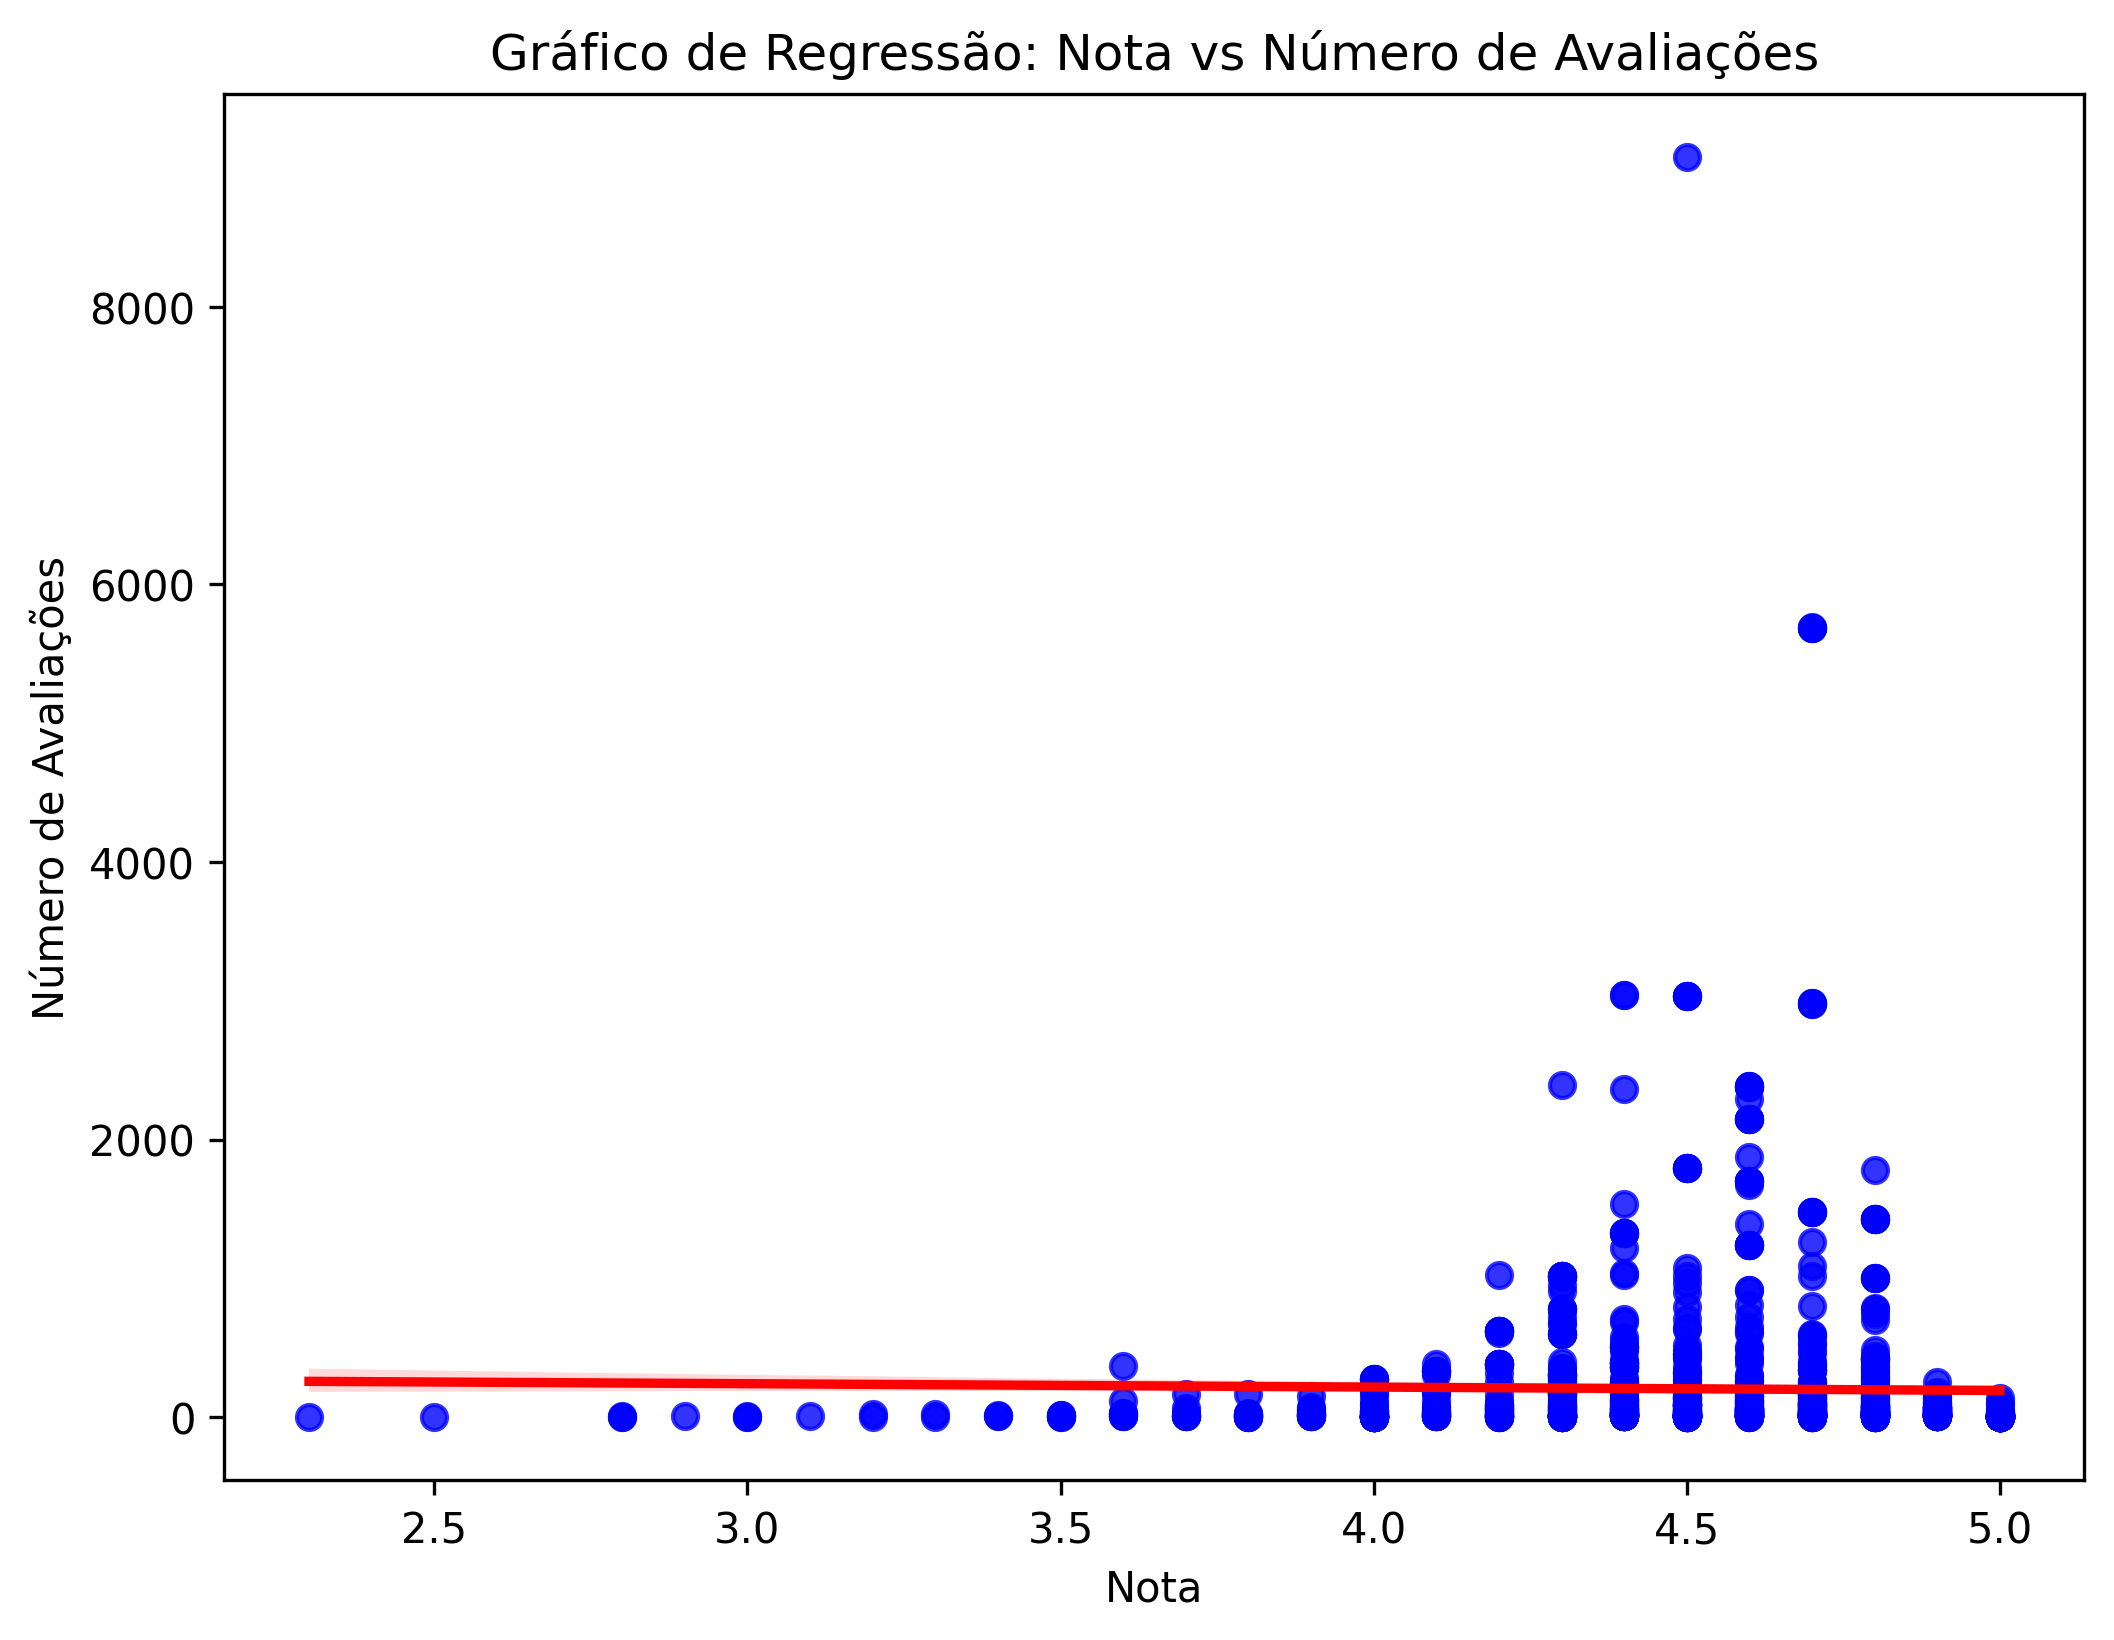 Gráfico de Regressão: Nota vs Número de Avaliações
Número de Avaliações
8000
6000
4000
2000
0
2.5 3.0 3.5 4.0 4.5 5.0
Nota